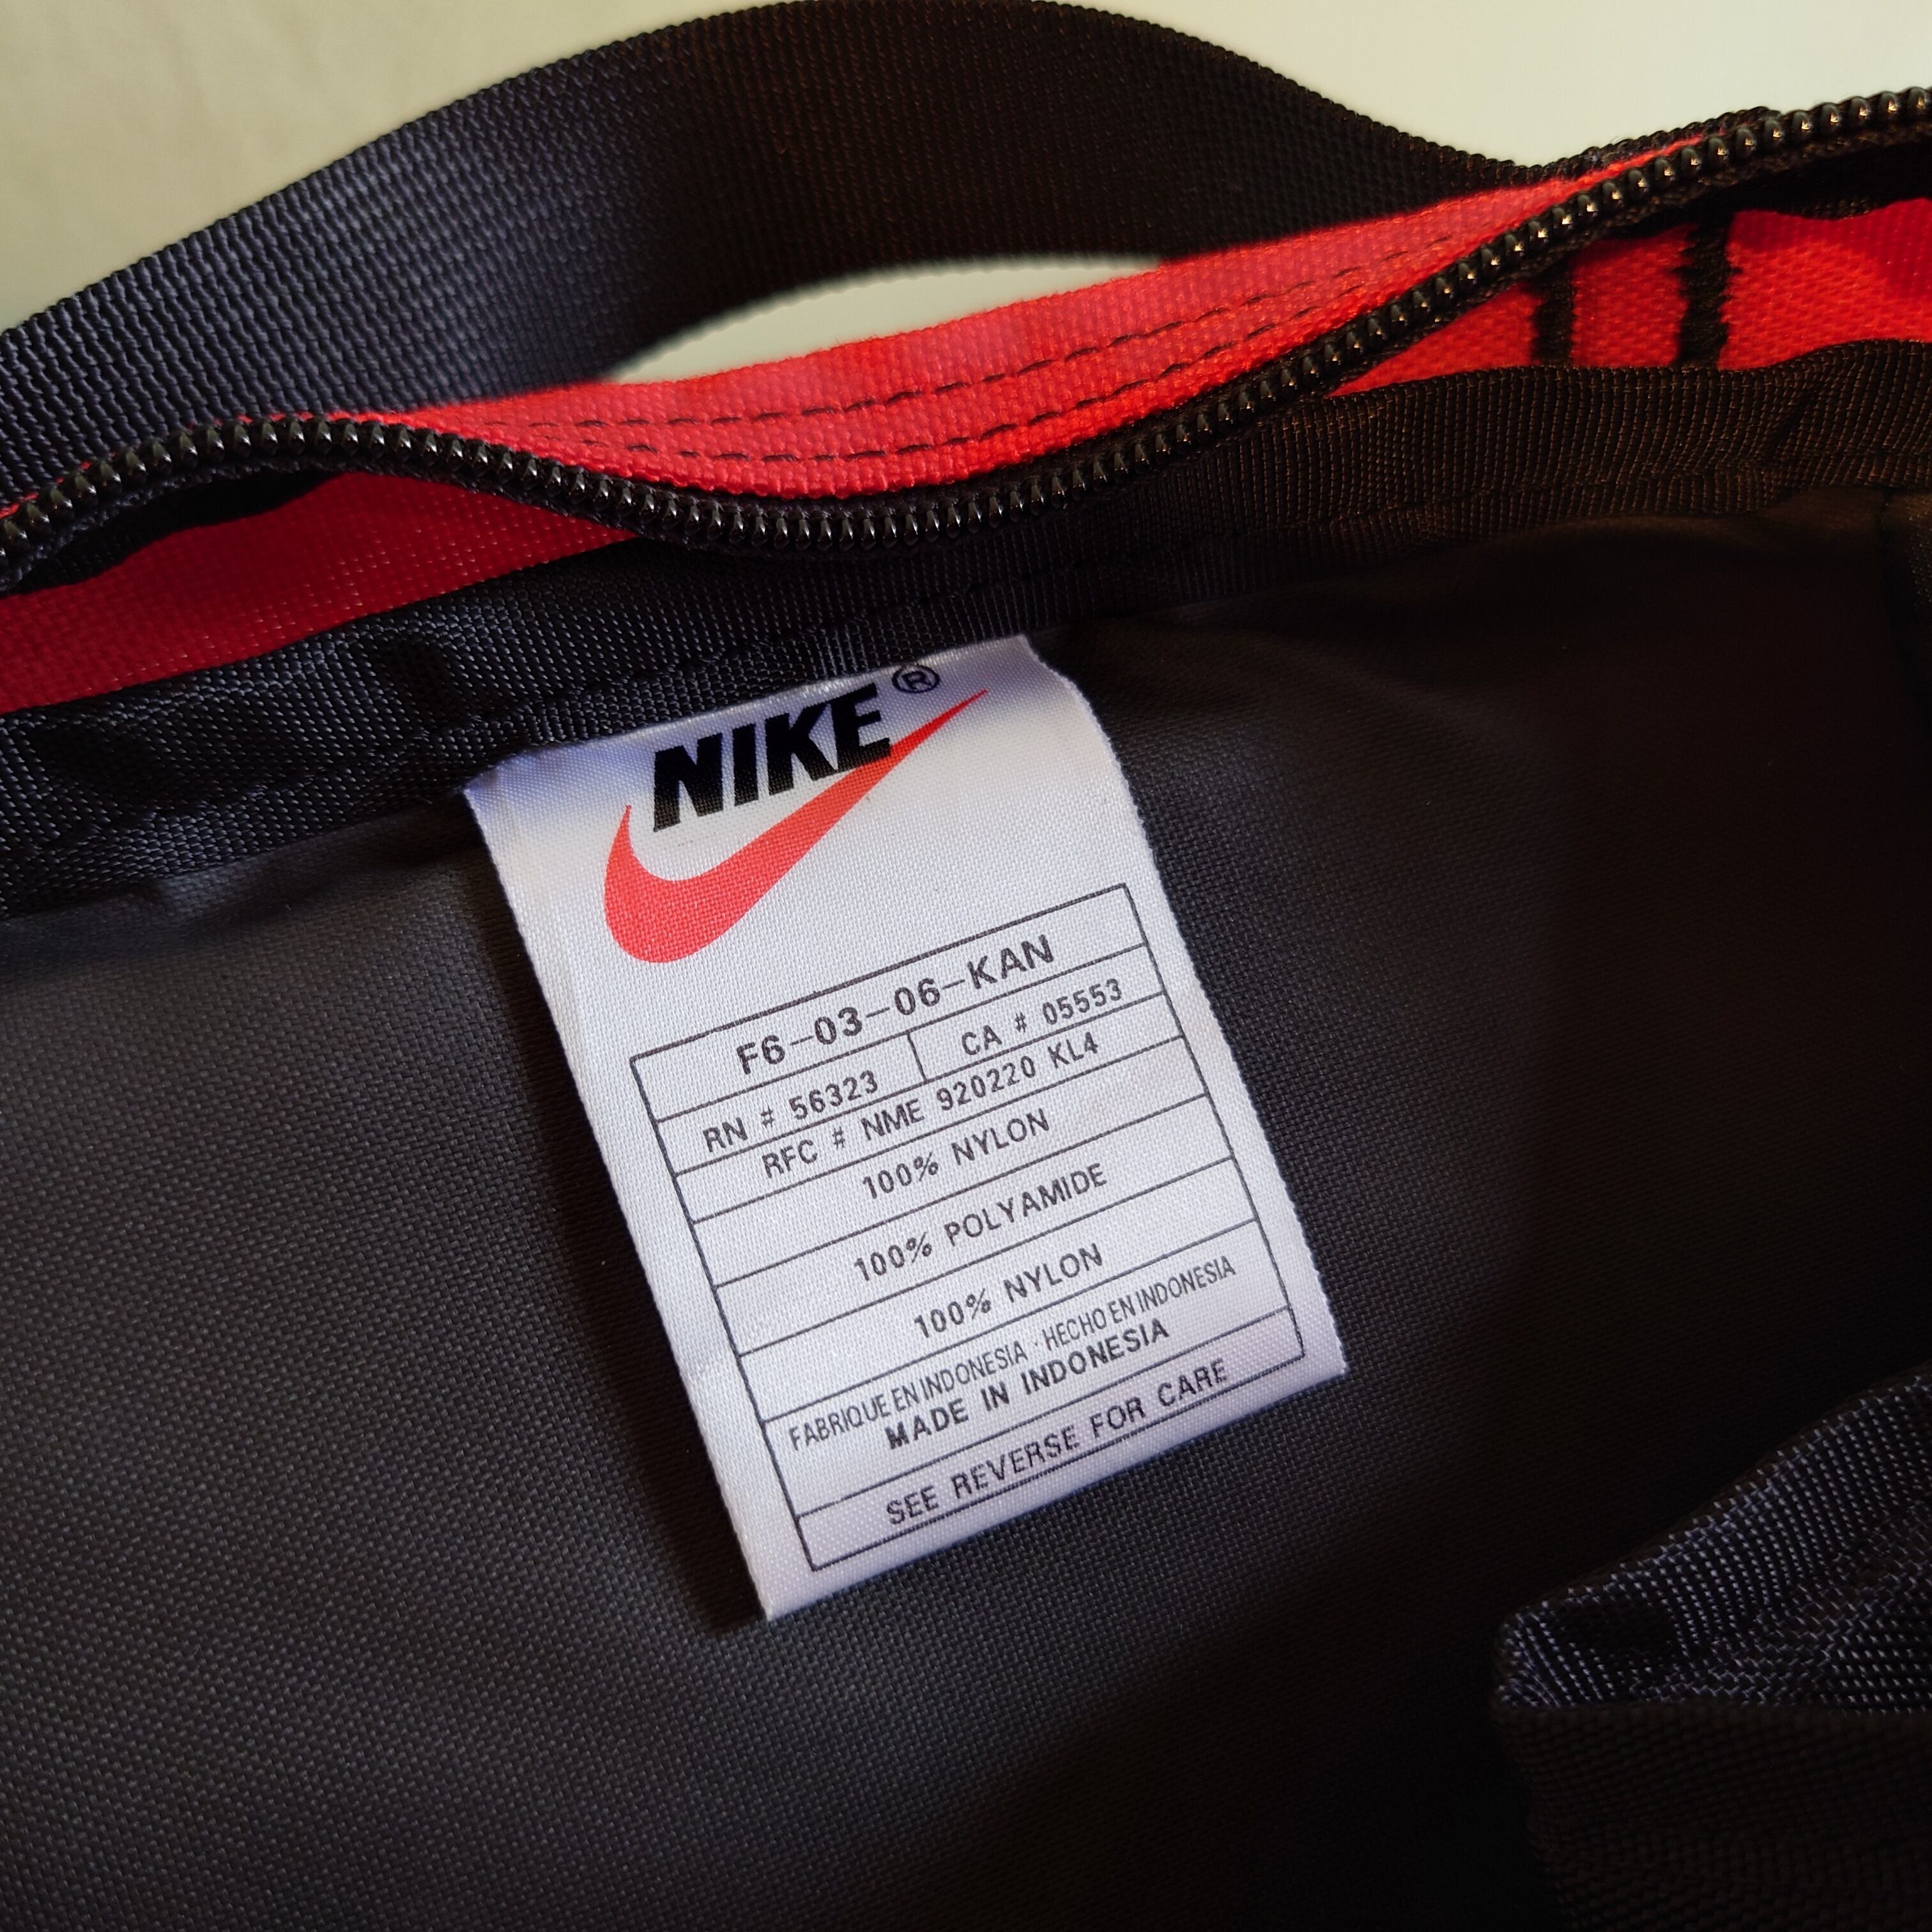 NIKE®
F6-03-06-KAN
RN # 56323 CA # 05553
RFC # NME 920220 KL4
100% NYLON
100% POLYAMIDE
100% NYLON
FABRIQUE EN INDONESIA · HECHO EN INDONESIA
MADE IN INDONESIA
SEE REVERSE FOR CARE